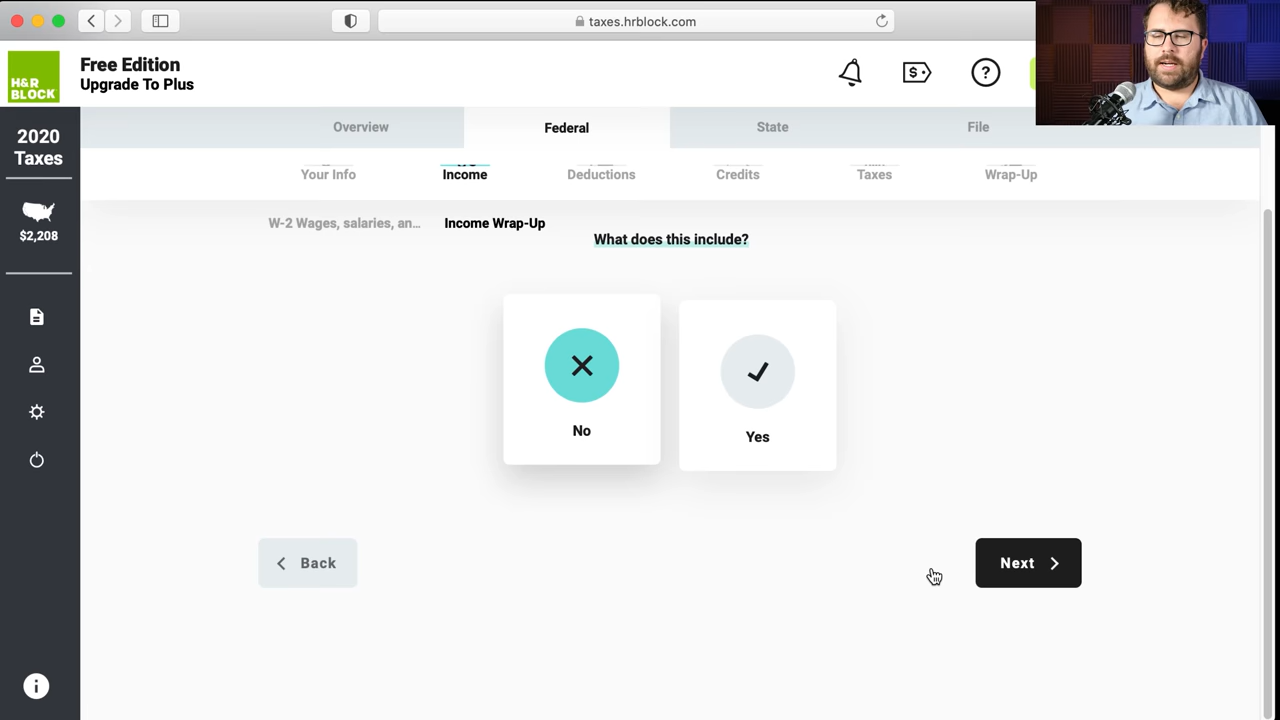 taxes.hrblock.com
H&R
BLOCK
Free Edition
Upgrade To Plus
2020
Taxes
$2,208
Overview
Federal
State
File
Your Info
Income
Deductions
Credits
Taxes
Wrap-Up
W-2 Wages, salaries, an...
Income Wrap-Up
What does this include?
No
Yes
Back
Next